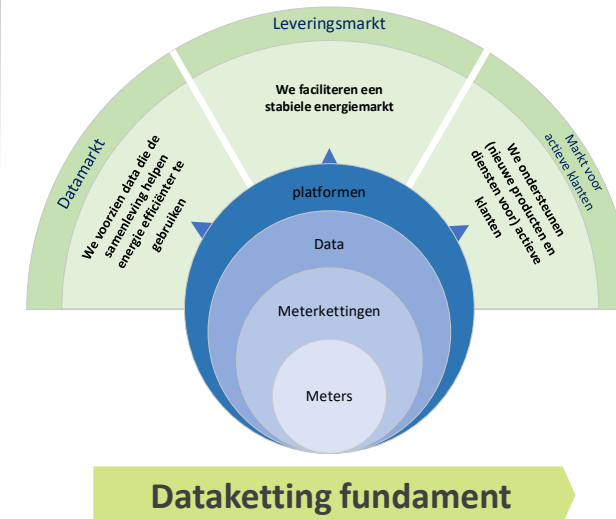 Leveringsmarkt
Datamarkt
Markt voor
actieve klanten
We faciliteren een
stabiele energiemarkt
We voorzien data die de
samenleving helpen
energie efficiënter te
gebruiken
We ondersteunen
(nieuwe producten en
diensten voor) actieve
klanten
platformen
Data
Meterkettingen
Meters
Dataketting fundament